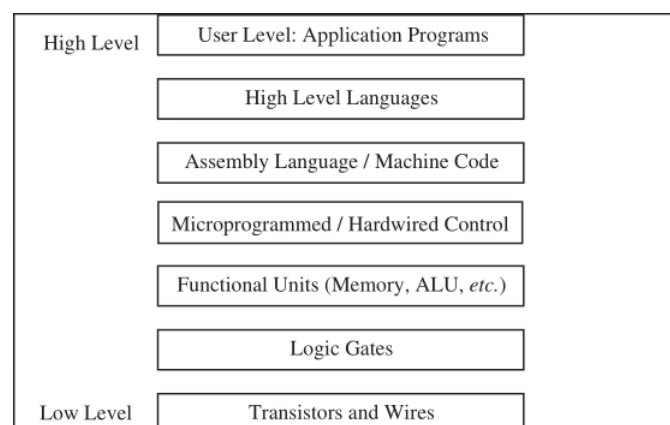 High Level
User Level: Application Programs
High Level Languages
Assembly Language / Machine Code
Microprogrammed / Hardwired Control
Functional Units (Memory, ALU, etc.)
Logic Gates
Low Level
Transistors and Wires